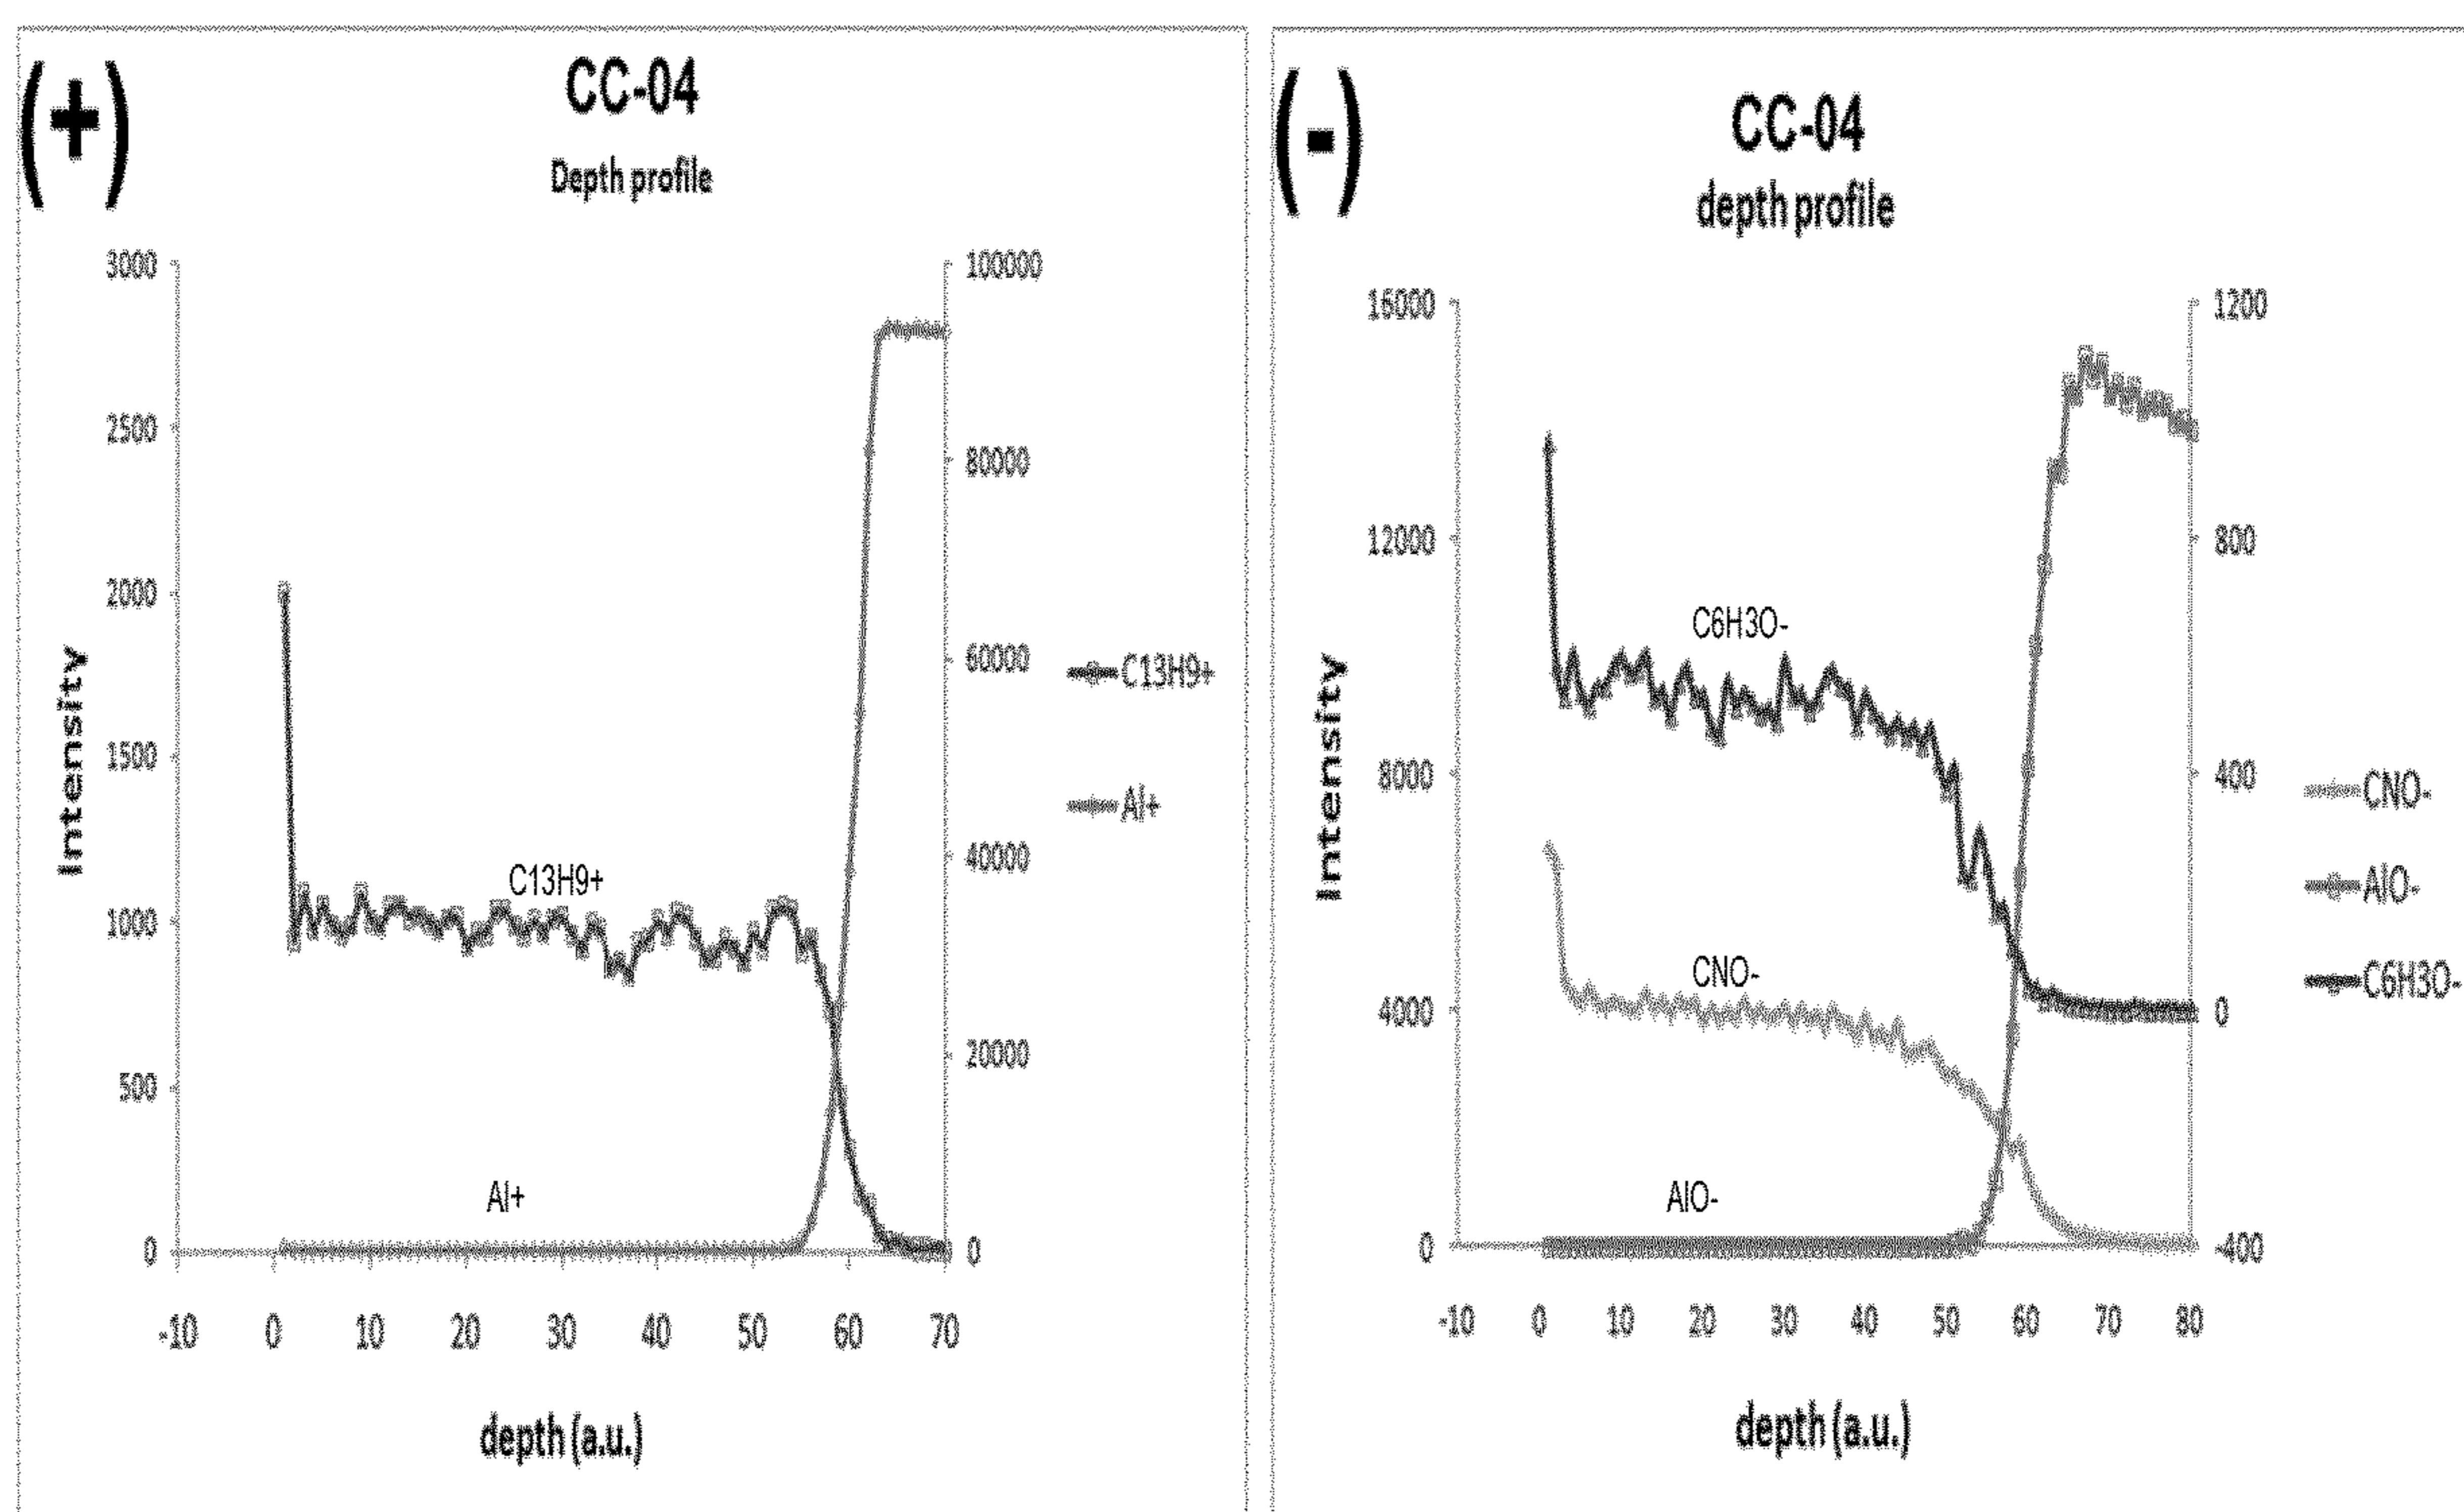 (+)
CC-04
Depth profile
3000
2500
2000
1500
1000
500
0
Intensity
100000
80000
60000
40000
20000
0
C13H9+
Al+
C13H9+
Al+
-10 0 10 20 30 40 50 60 70
depth (a.u.)
(-)
CC-04
depth profile
16000
12000
8000
4000
0
Intensity
1200
800
400
0
-400
C6H3O-
CNO-
AlO-
CNO-
AlO-
C6H3O-
-10 0 10 20 30 40 50 60 70 80
depth (a.u.)